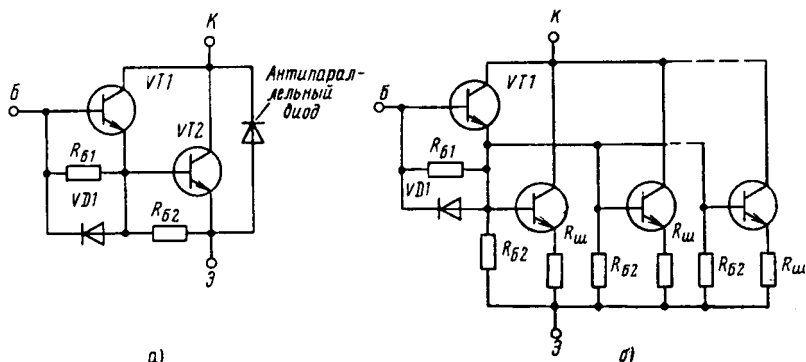 К
Б
VT1
Антипарал-
лельный
диод
VT2
Rб1
VD1
Rб2
Э
а)
К
VT1
Б
Rб1
VD1
Rш
Rш
Rб2
Rб2
Rб2
Rш
Э
б)